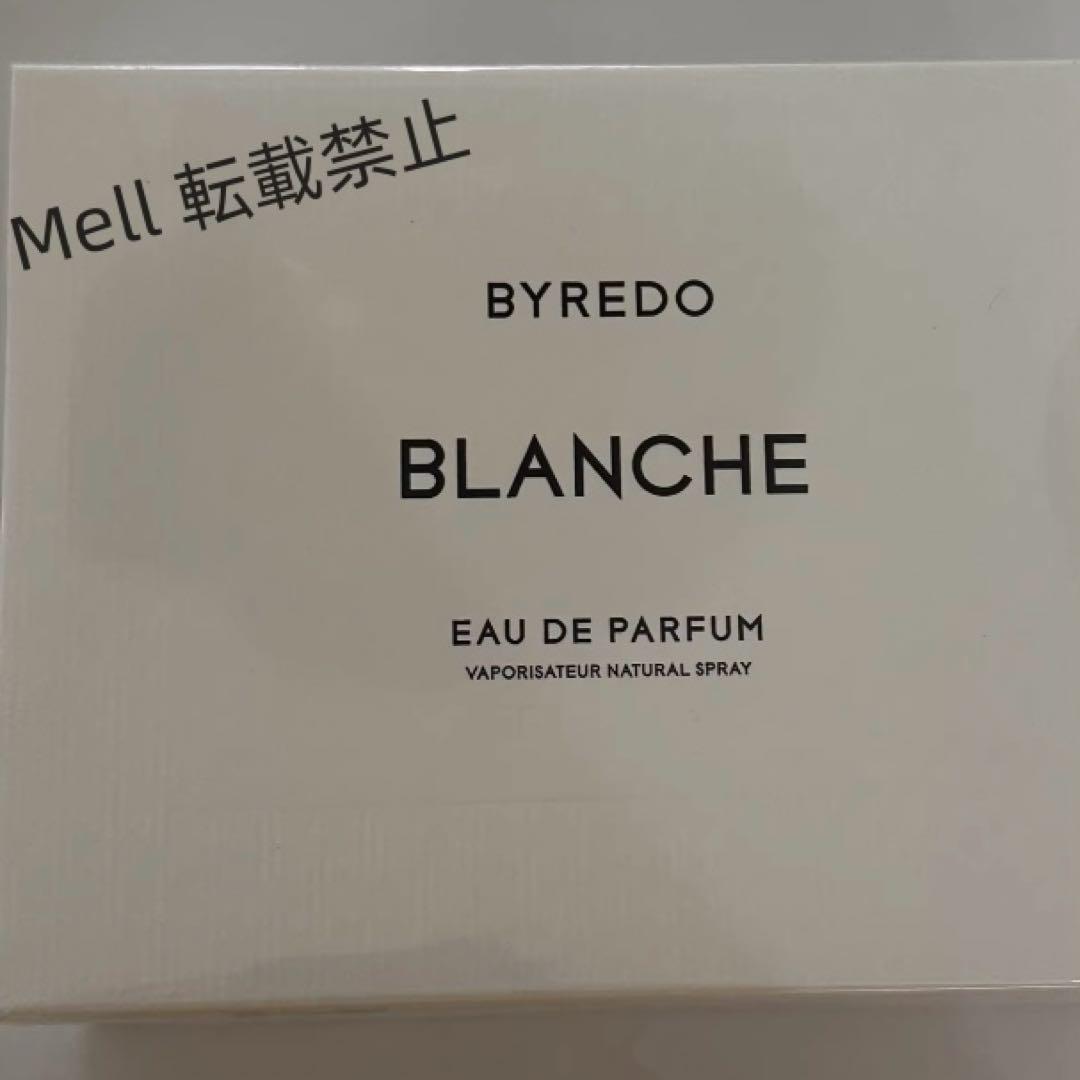 Mell 転載禁止
BYREDO
BLANCHE
EAU DE PARFUM
VAPORISATEUR NATURAL SPRAY